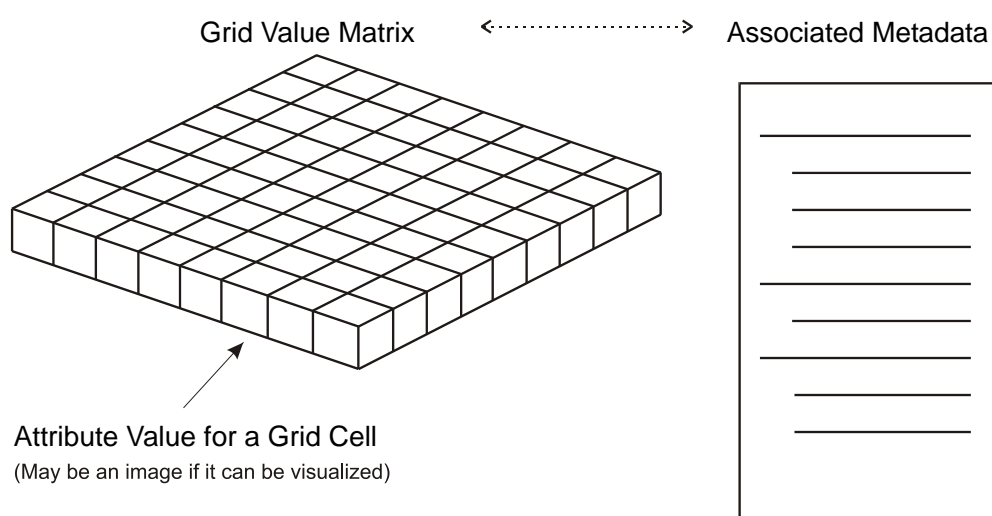 Grid Value Matrix
Associated Metadata
Attribute Value for a Grid Cell
(May be an image if it can be visualized)